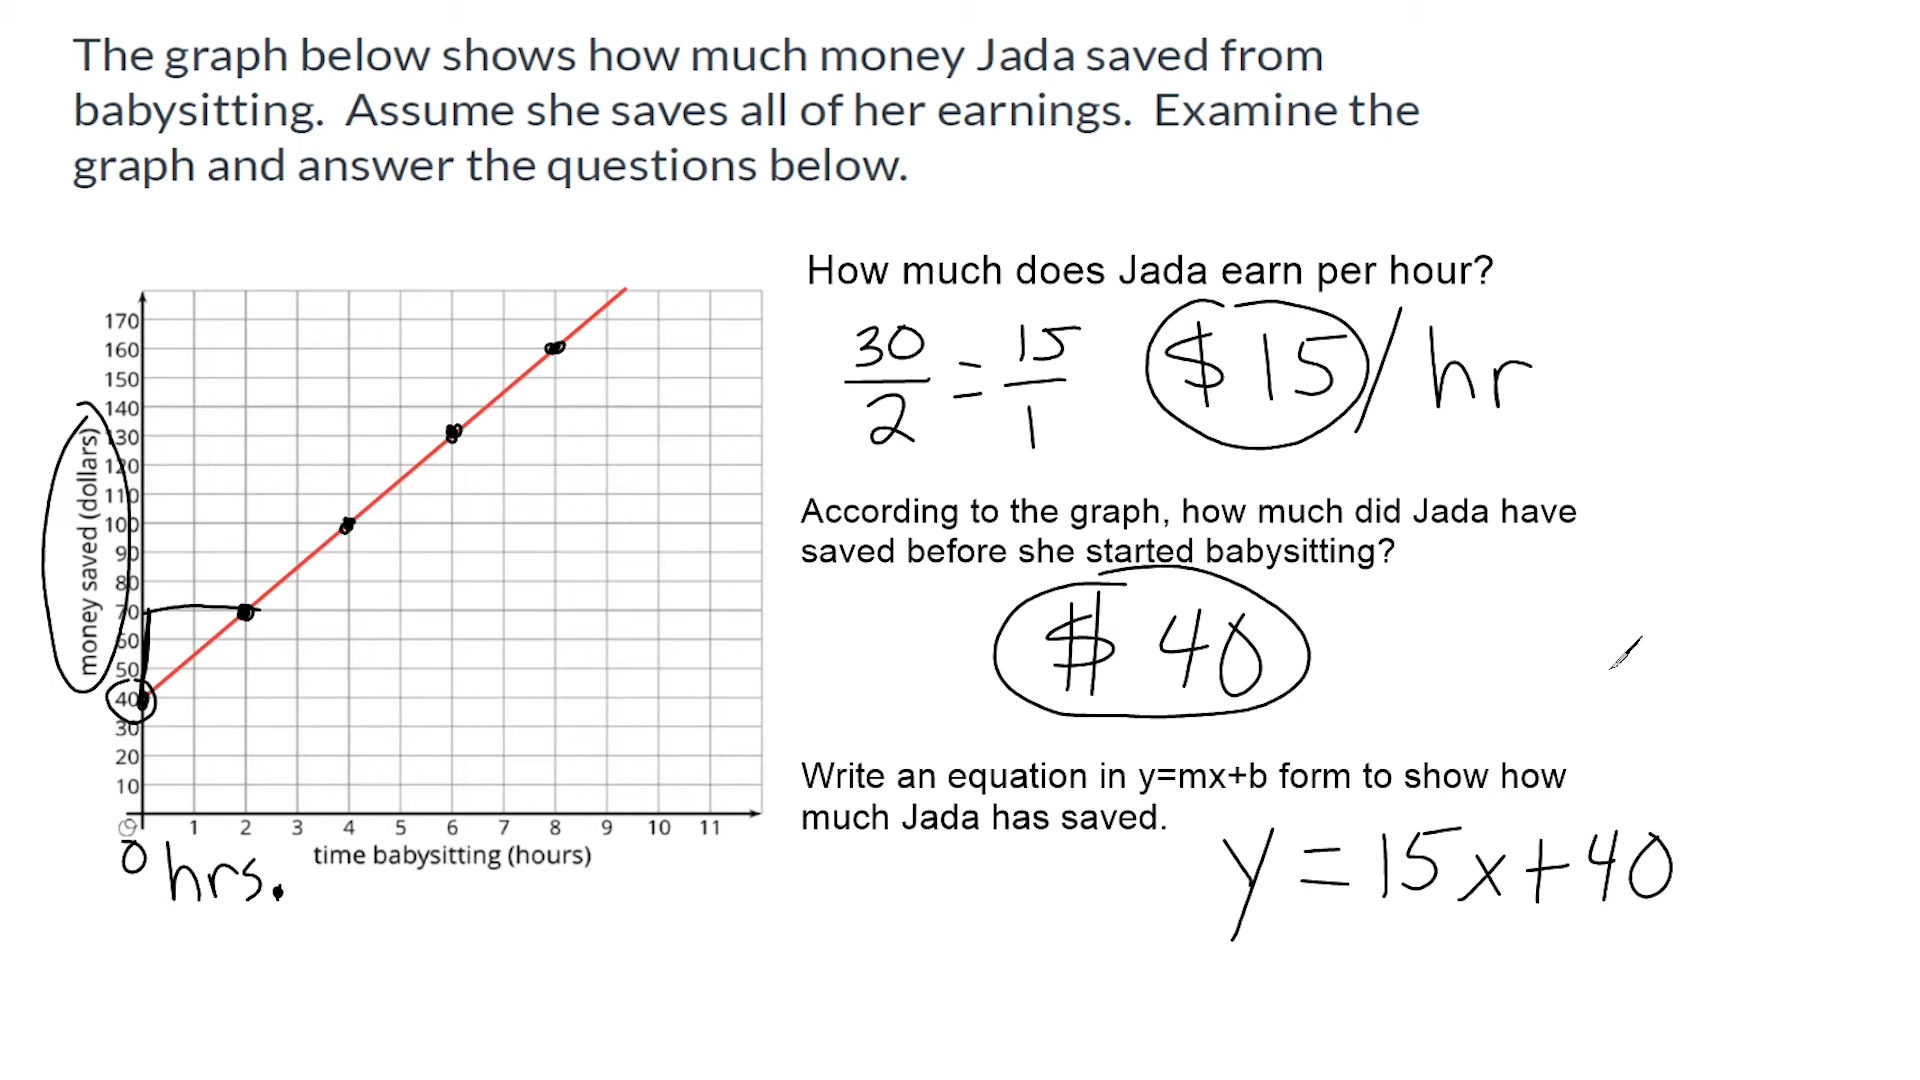 The graph below shows how much money Jada saved from
babysitting. Assume she saves all of her earnings. Examine the
graph and answer the questions below.
170
160
150
140
130
120
110
100
90
80
70
60
50
40
30
20
10
money saved (dollars)
0
1 2 3 4 5 6 7 8 9 10 11
time babysitting (hours)
0 hrs.
How much does Jada earn per hour?
30/2 = 15/1 $15/hr
According to the graph, how much did Jada have
saved before she started babysitting?
$40
Write an equation in y=mx+b form to show how
much Jada has saved.
y = 15x+40